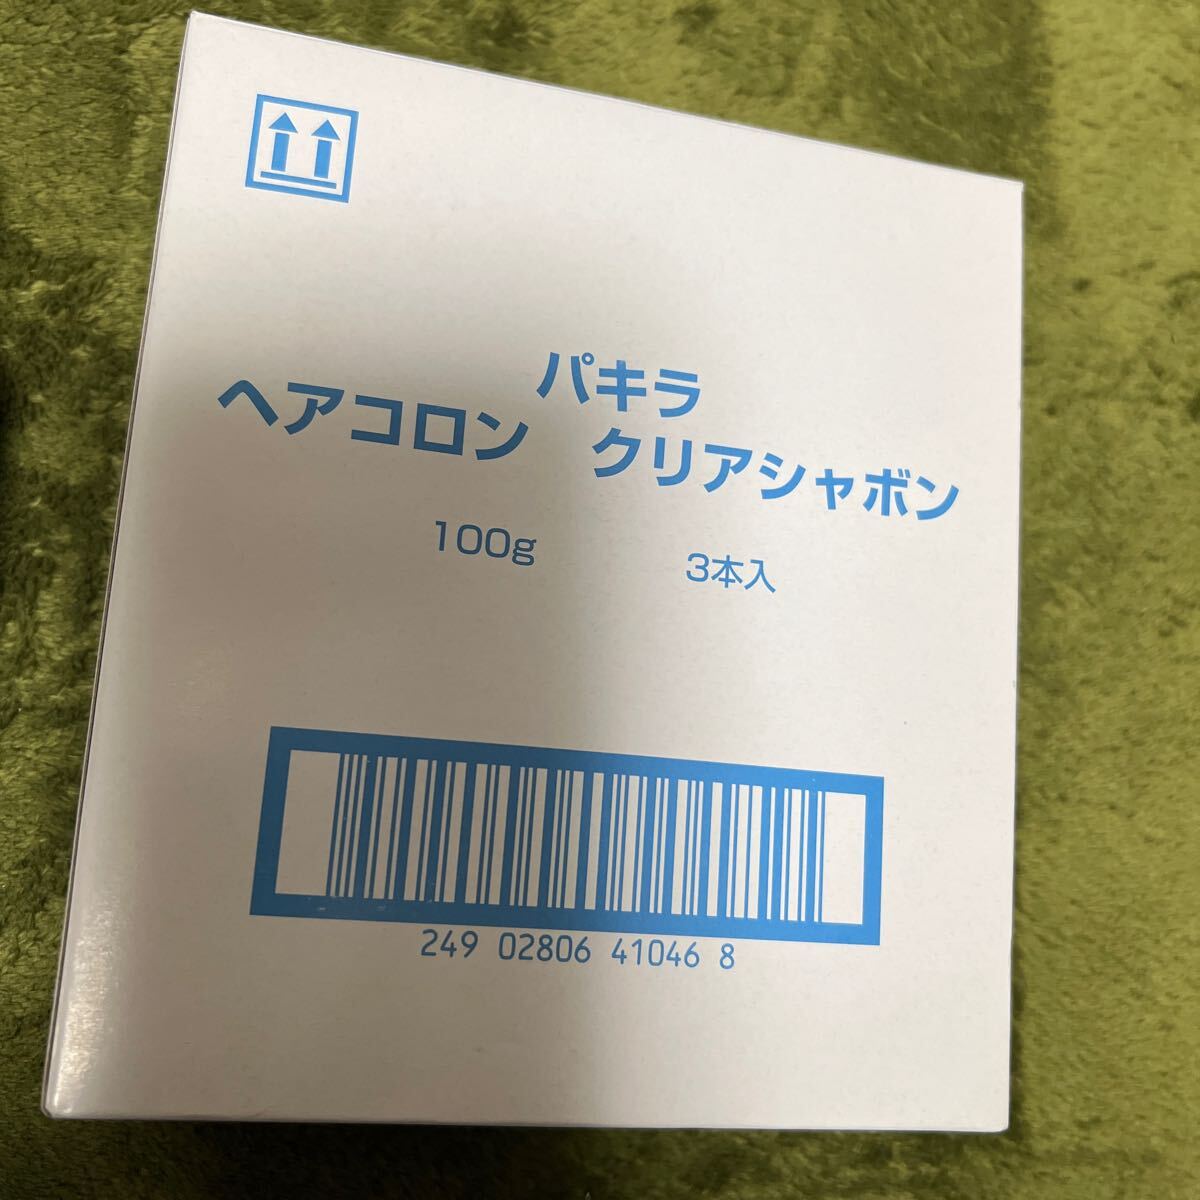 パキラ
ヘアコロン　クリアシャボン
100g　3本入
249 02806 41046 8